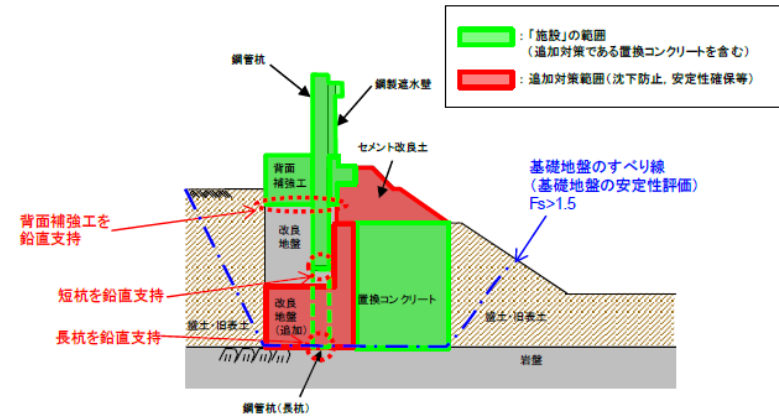 :「施設」の範囲
(追加対策である置換コンクリートを含む)
:追加対策範囲(沈下防止,安定性確保等)
鋼管杭
鋼製遮水壁
セメント改良土
基礎地盤のすべり線
(基礎地盤の安定性評価)
Fs>1.5
背面
補強工
背面補強工を
鉛直支持
改良
地盤
短杭を鉛直支持
改良
地盤
(追加)
置換コンクリート
盛土・旧表土
盛土・旧表土
長杭を鉛直支持
岩盤
鋼管杭(長杭)